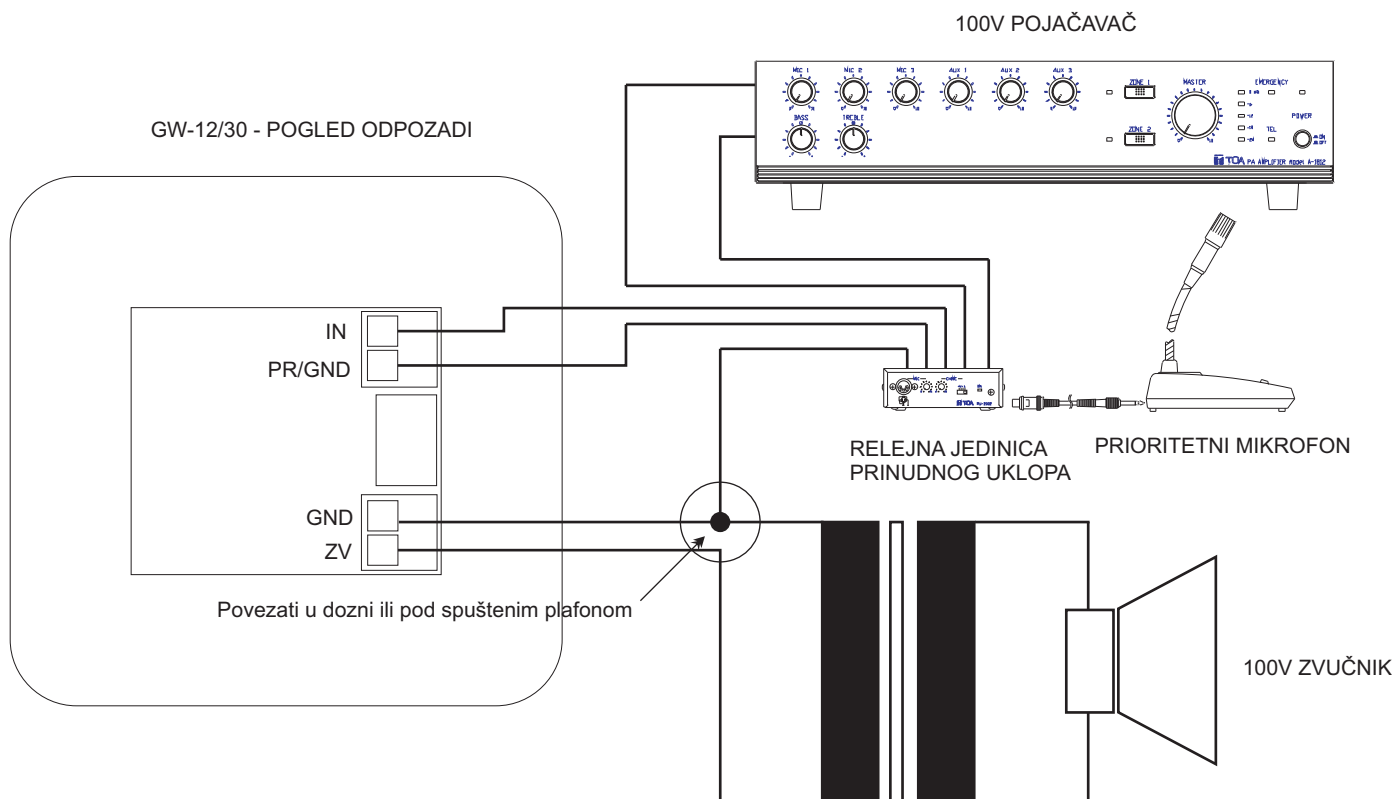 100V POJAČAVAČ
GW-12/30 - POGLED ODPOZADI
MIC 1 MIC 2 MIC 3 AUX 1 AUX 2 AUX 3
ZONE 1
MASTER
EMERGENCY
BASS TREBLE
POWER
ZONE 2
TEL
ON
OFF
TOA PA AMPLIFIER
IN
PR/GND
TOA
RELEJNA JEDINICA
PRINUDNOG UKLOPA
PRIORITETNI MIKROFON
GND
ZV
Povezati u dozni ili pod spuštenim plafonom
100V ZVUČNIK